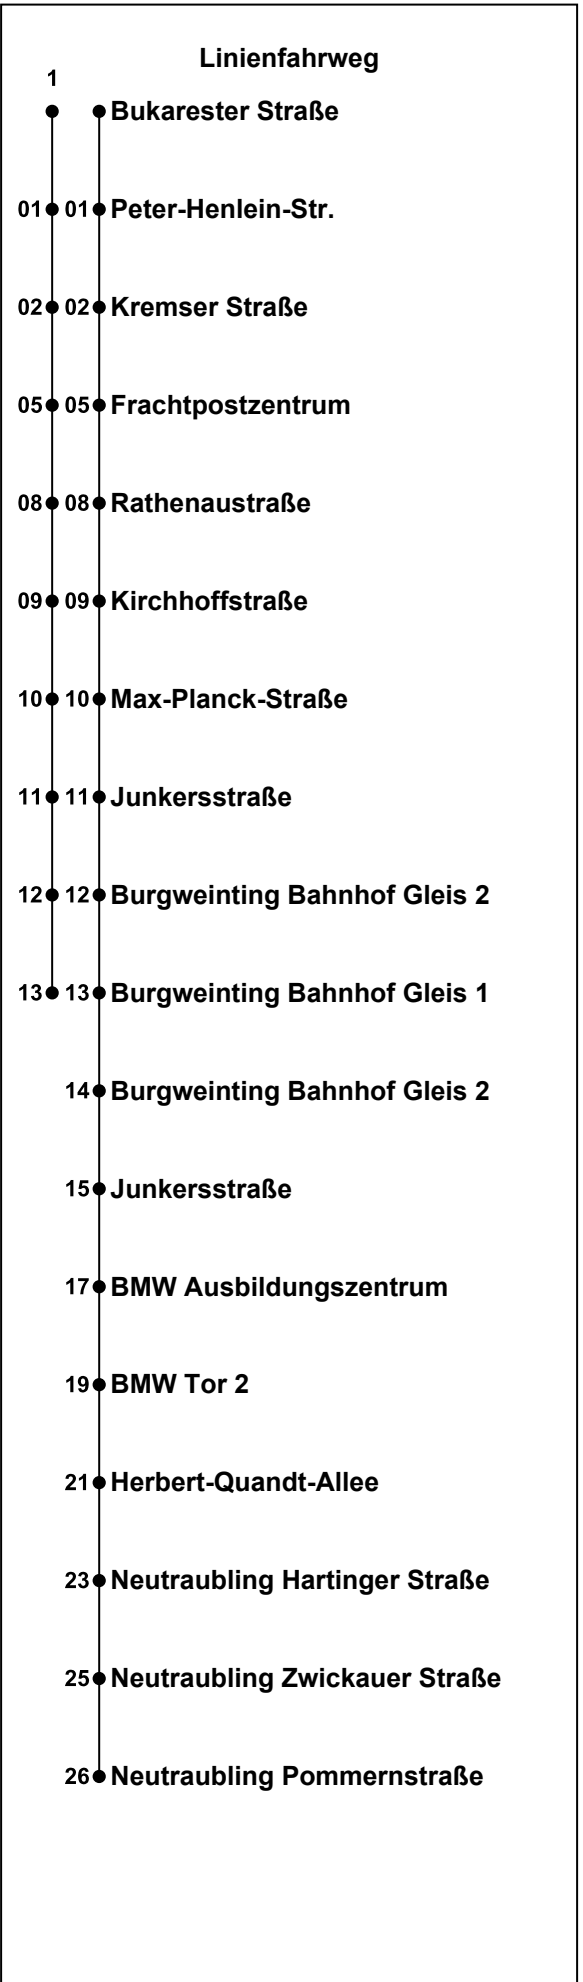 Linienfahrweg
1
Bukarester Straße
01 01 Peter-Henlein-Str.
02 02 Kremser Straße
05 05 Frachtpostzentrum
08 08 Rathenaustraße
09 09 Kirchhoffstraße
10 10 Max-Planck-Straße
11 11 Junkersstraße
12 12 Burgweinting Bahnhof Gleis 2
13 13 Burgweinting Bahnhof Gleis 1
14 Burgweinting Bahnhof Gleis 2
15 Junkersstraße
17 BMW Ausbildungszentrum
19 BMW Tor 2
21 Herbert-Quandt-Allee
23 Neutraubling Hartinger Straße
25 Neutraubling Zwickauer Straße
26 Neutraubling Pommernstraße